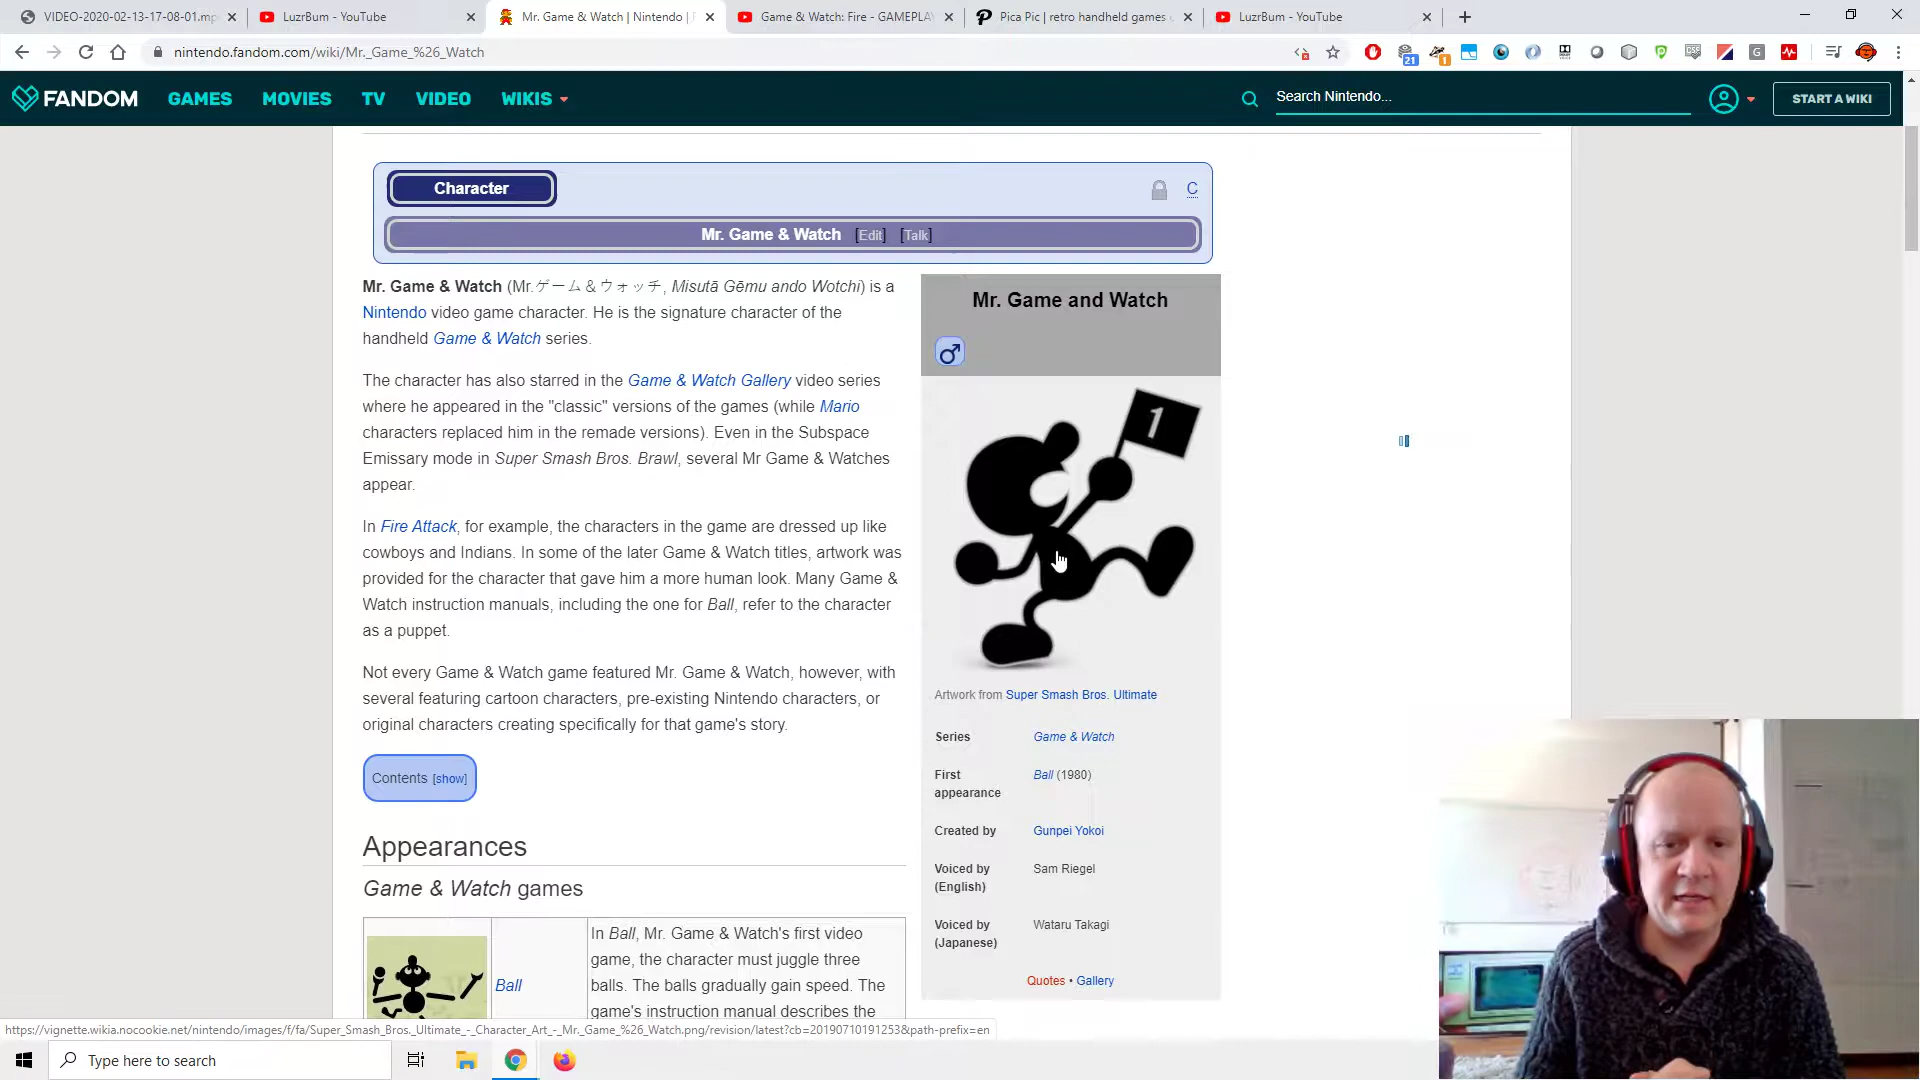 VIDEO-2020-02-13-17-08-01.mp
LuzrBum - YouTube
Mr. Game & Watch | Nintendo |
Game & Watch: Fire - GAMEPLAY
Pica Pic | retro handheld games
LuzrBum - YouTube
nintendo.fandom.com/wiki/Mr._Game_%26_Watch
21
1
G
FANDOM
GAMES
MOVIES
TV
VIDEO
WIKIS
Search Nintendo...
START A WIKI
Character
C
Mr. Game & Watch [Edit] [Talk]
Mr. Game & Watch (Mr.ゲーム＆ウォッチ, Misutā Gēmu ando Wotchi) is a
Nintendo video game character. He is the signature character of the
handheld Game & Watch series.
The character has also starred in the Game & Watch Gallery video series
where he appeared in the "classic" versions of the games (while Mario
characters replaced him in the remade versions). Even in the Subspace
Emissary mode in Super Smash Bros. Brawl, several Mr Game & Watches
appear.
In Fire Attack, for example, the characters in the game are dressed up like
cowboys and Indians. In some of the later Game & Watch titles, artwork was
provided for the character that gave him a more human look. Many Game &
Watch instruction manuals, including the one for Ball, refer to the character
as a puppet.
Not every Game & Watch game featured Mr. Game & Watch, however, with
several featuring cartoon characters, pre-existing Nintendo characters, or
original characters creating specifically for that game's story.
Contents [show]
Appearances
Game & Watch games
Ball
In Ball, Mr. Game & Watch's first video
game, the character must juggle three
balls. The balls gradually gain speed. The
game's instruction manual describes the
Mr. Game and Watch
1
Artwork from Super Smash Bros. Ultimate
Series
Game & Watch
First
appearance
Ball (1980)
Created by
Gunpei Yokoi
Voiced by
(English)
Sam Riegel
Voiced by
(Japanese)
Wataru Takagi
Quotes • Gallery
https://vignette.wikia.nocookie.net/nintendo/images/f/fa/Super_Smash_Bros._Ultimate_-_Character_Art_-_Mr._Game_%26_Watch.png/revision/latest?cb=20190710191253&path-prefix=en
Type here to search